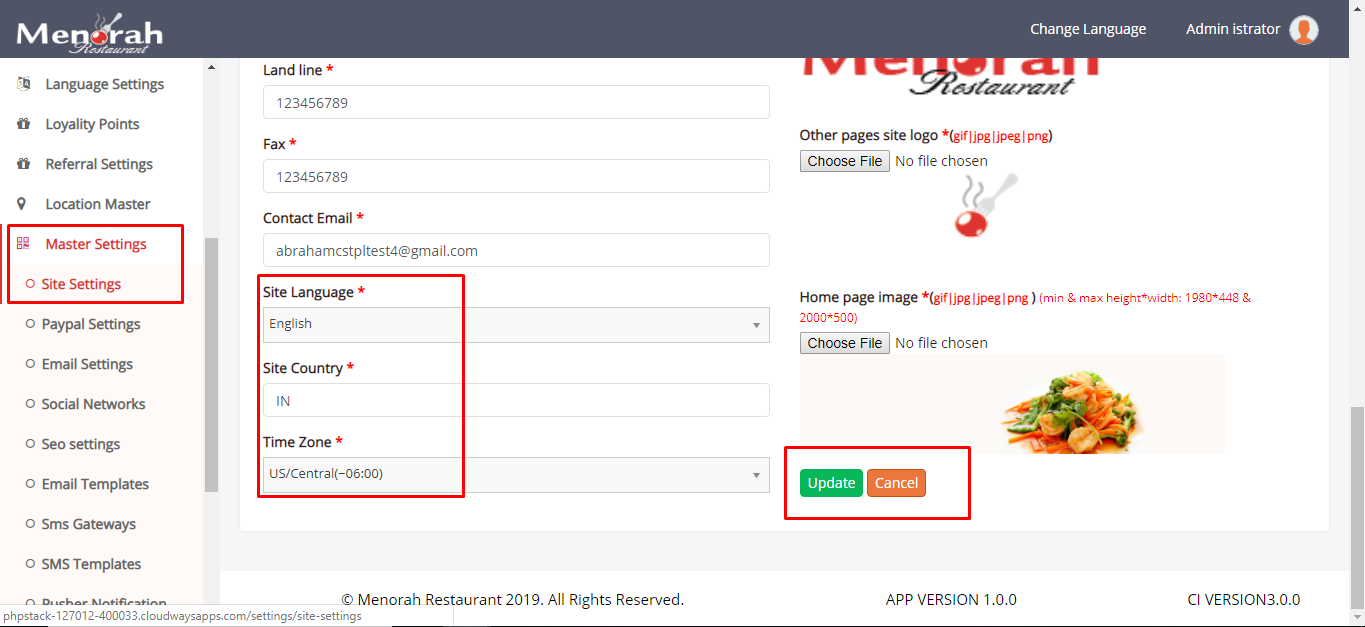 Menorah
Restaurant
Change Language
Admin istrator
Language Settings
Loyality Points
Referral Settings
Location Master
Master Settings
Site Settings
Paypal Settings
Email Settings
Social Networks
Seo settings
Email Templates
Sms Gateways
SMS Templates
Pusher Notification
phpstack-127012-400033.cloudwaysapps.com/settings/site-settings
Land line *
123456789
Fax *
123456789
Contact Email *
abrahamcstpltest4@gmail.com
Site Language *
English
Site Country *
IN
Time Zone *
US/Central(−06:00)
Menorah
Restaurant
Other pages site logo *(gif|jpg|jpeg|png)
Choose File No file chosen
Home page image *(gif|jpg|jpeg|png ) (min & max height*width: 1980*448 &
2000*500)
Choose File No file chosen
Update Cancel
© Menorah Restaurant 2019. All Rights Reserved.
APP VERSION 1.0.0
CI VERSION3.0.0